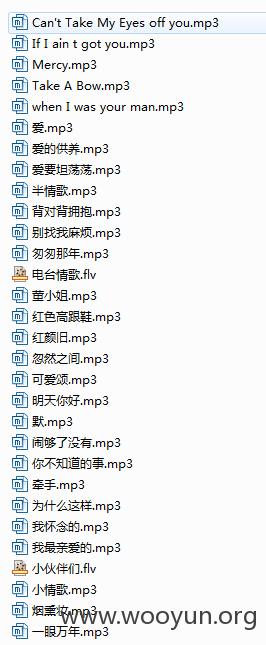 Can't Take My Eyes off you.mp3
If I ain t got you.mp3
Mercy.mp3
Take A Bow.mp3
when I was your man.mp3
爱.mp3
爱的供养.mp3
爱要坦荡荡.mp3
半情歌.mp3
背对背拥抱.mp3
别找我麻烦.mp3
匆匆那年.mp3
电台情歌.flv
董小姐.mp3
红色高跟鞋.mp3
红颜旧.mp3
忽然之间.mp3
可爱颂.mp3
明天你好.mp3
默.mp3
闹够了没有.mp3
你不知道的事.mp3
牵手.mp3
为什么这样.mp3
我怀念的.mp3
我最亲爱的.mp3
小伙伴们.flv
小情歌.mp3
烟熏妆.mp3
www.wooyun.org
一眼万年.mp3